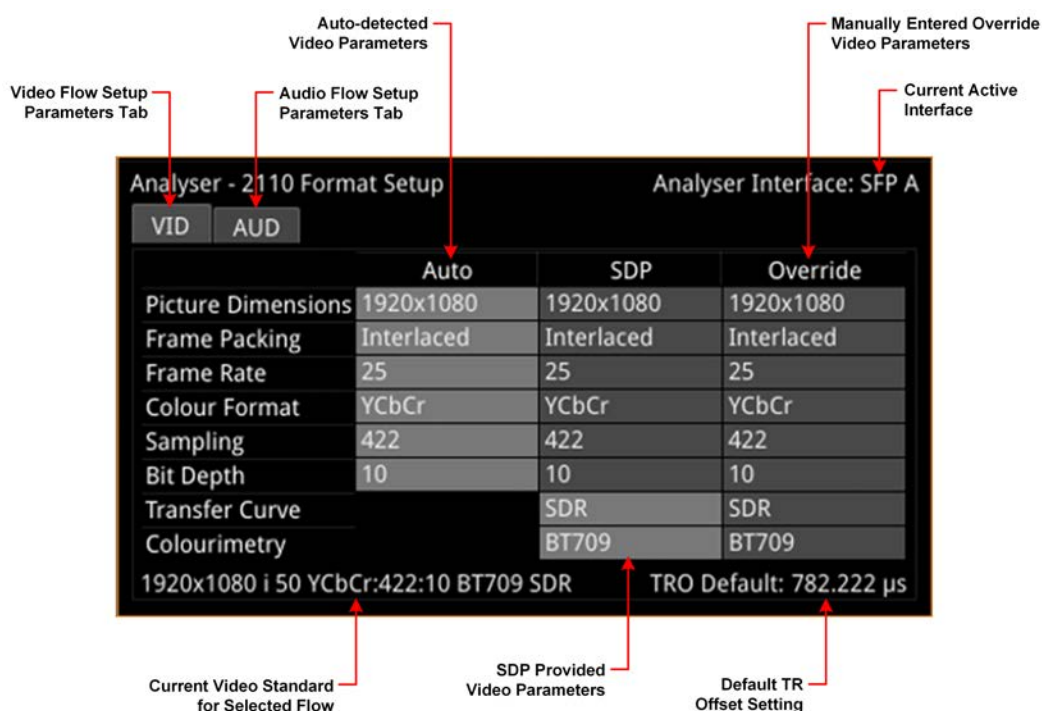 Auto-detected
Video Parameters
Manually Entered Override
Video Parameters
Video Flow Setup
Parameters Tab
Audio Flow Setup
Parameters Tab
Current Active
Interface
Analyser - 2110 Format Setup
Analyser Interface: SFP A
VID AUD
Auto SDP Override
Picture Dimensions 1920x1080 1920x1080 1920x1080
Frame Packing Interlaced Interlaced Interlaced
Frame Rate 25 25 25
Colour Format YCbCr YCbCr YCbCr
Sampling 422 422 422
Bit Depth 10 10 10
Transfer Curve SDR SDR
Colourimetry BT709 BT709
1920x1080 i 50 YCbCr:422:10 BT709 SDR TRO Default: 782.222 µs
Current Video Standard
for Selected Flow
SDP Provided
Video Parameters
Default TR
Offset Setting